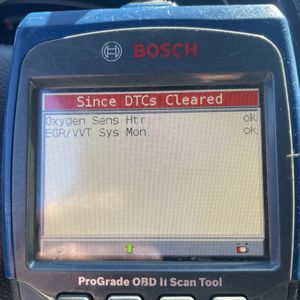 BOSCH
Since DTCs Cleared
Oxygen Sens Htr ok
EGR/VVT Sys Mon ok
ProGrade OBD II Scan Tool